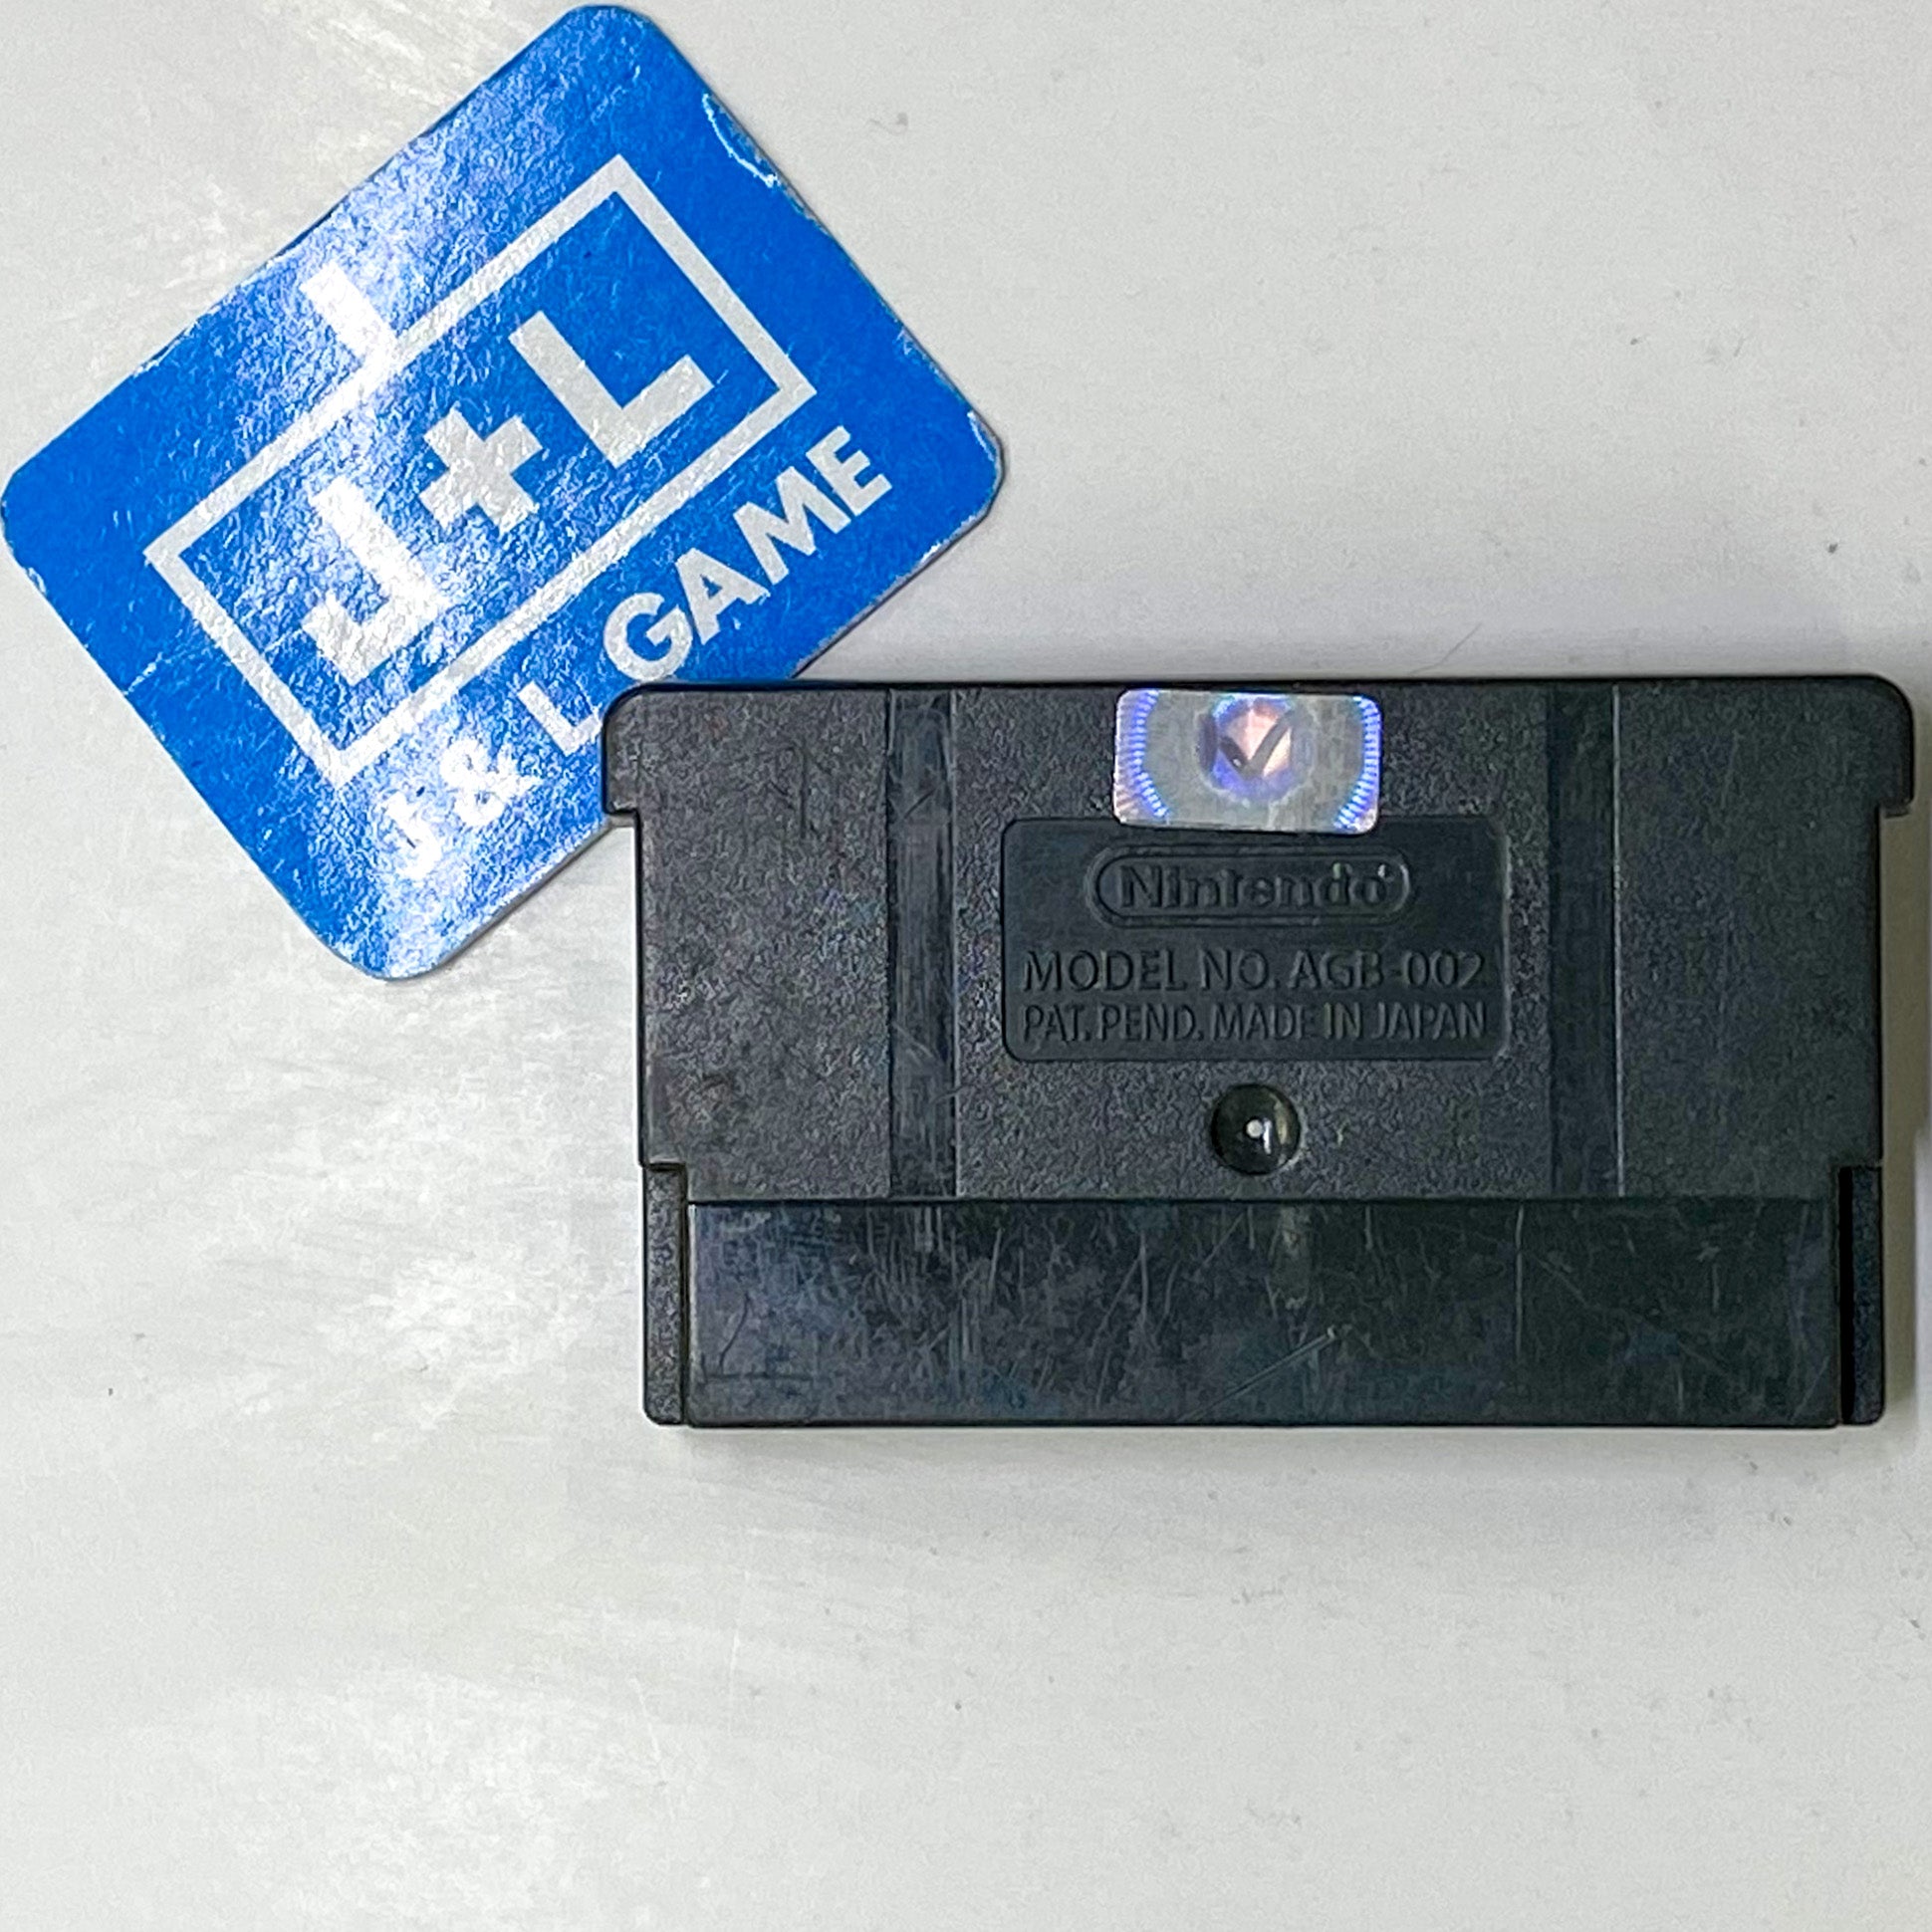 J+L
J & L GAME
Nintendo®
MODEL NO. AGB-002
PAT. PEND. MADE IN JAPAN